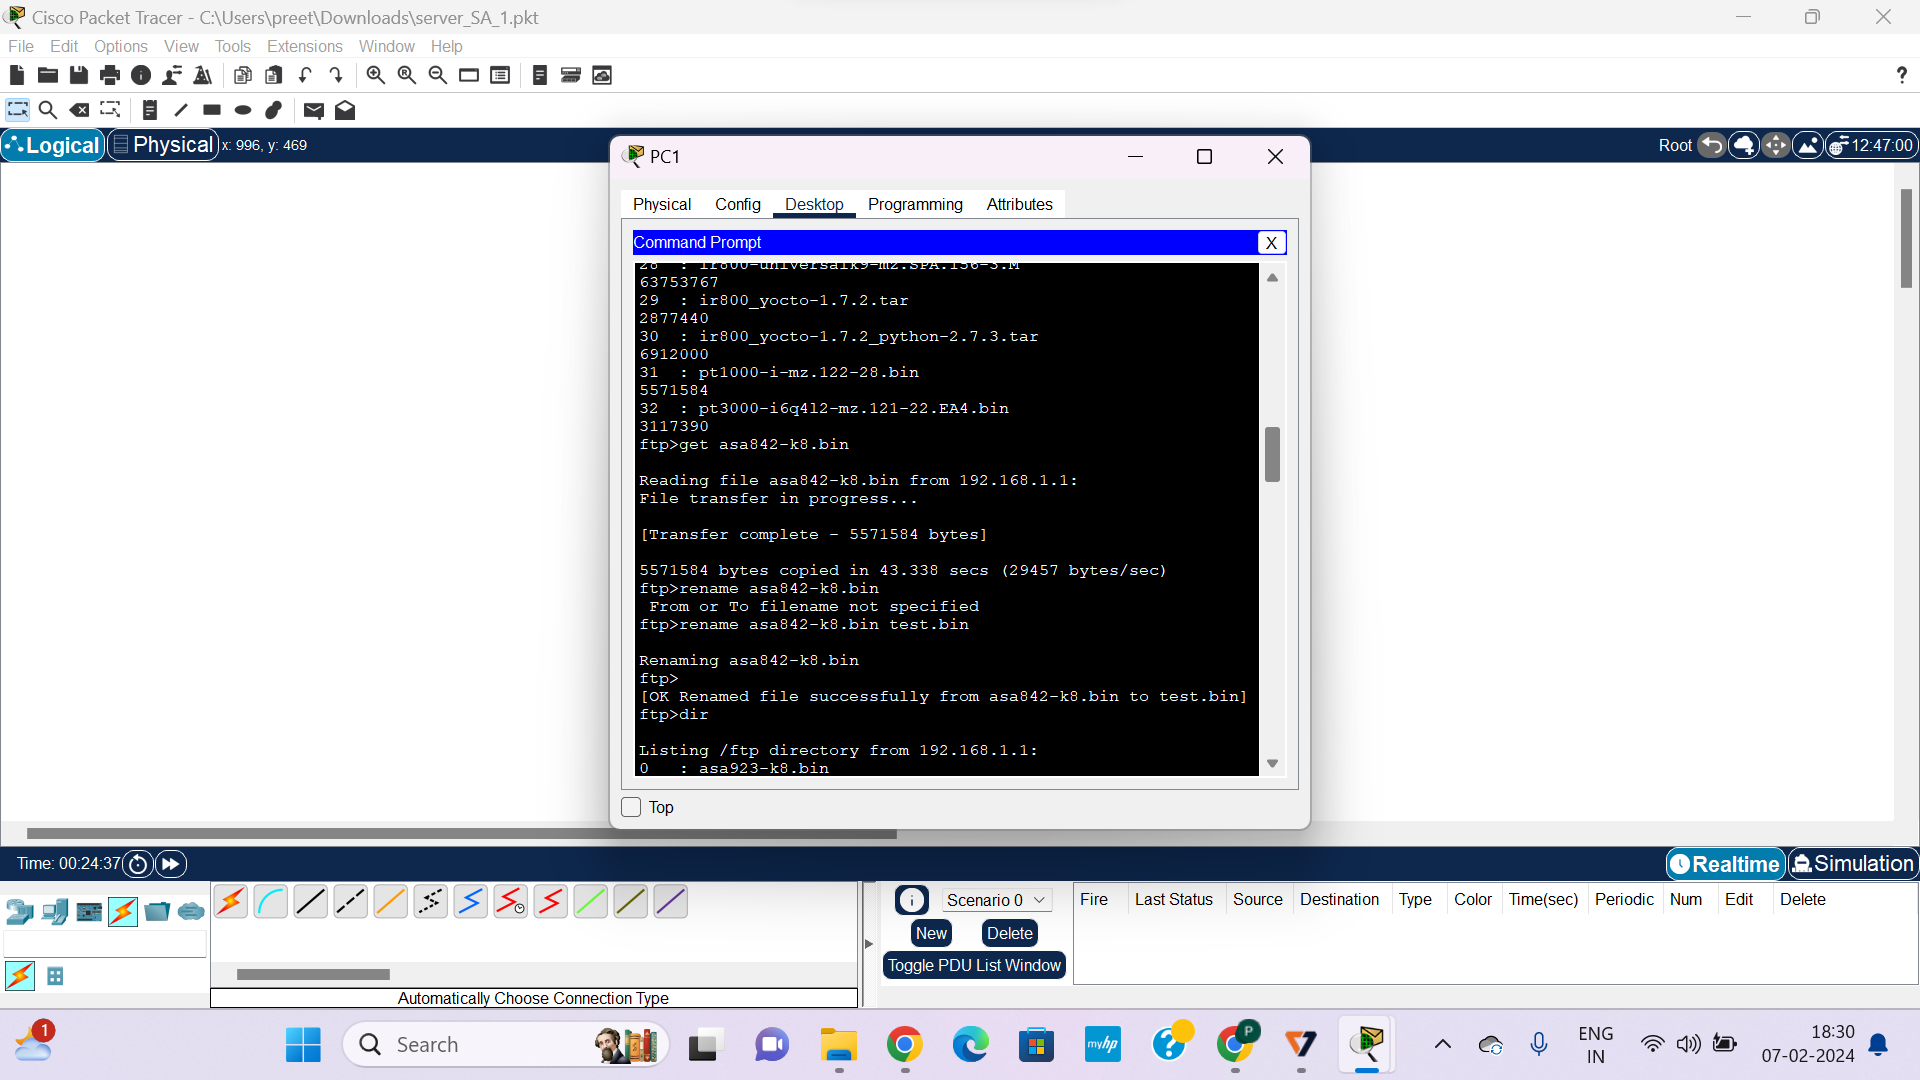 Cisco Packet Tracer - C:\Users\preet\Downloads\server_SA_1.pkt
File Edit Options View Tools Extensions Window Help
?
Logical Physical x: 996, y: 469
Root 12:47:00
PC1
Physical Config Desktop Programming Attributes
Command Prompt X
28 : ir800-universalk9-mz.SPA.156-3.M
63753767
29 : ir800_yocto-1.7.2.tar
2877440
30 : ir800_yocto-1.7.2_python-2.7.3.tar
6912000
31 : pt1000-i-mz.122-28.bin
5571584
32 : pt3000-i6q4l2-mz.121-22.EA4.bin
3117390
ftp>get asa842-k8.bin
Reading file asa842-k8.bin from 192.168.1.1:
File transfer in progress...
[Transfer complete - 5571584 bytes]
5571584 bytes copied in 43.338 secs (29457 bytes/sec)
ftp>rename asa842-k8.bin
From or To filename not specified
ftp>rename asa842-k8.bin test.bin
Renaming asa842-k8.bin
ftp>
[OK Renamed file successfully from asa842-k8.bin to test.bin]
ftp>dir
Listing /ftp directory from 192.168.1.1:
0 : asa923-k8.bin
Top
Time: 00:24:37
Realtime Simulation
Scenario 0
New Delete
Toggle PDU List Window
Fire Last Status Source Destination Type Color Time(sec) Periodic Num Edit Delete
Automatically Choose Connection Type
1
Search
myhp
?
P
ENG
IN
18:30
07-02-2024